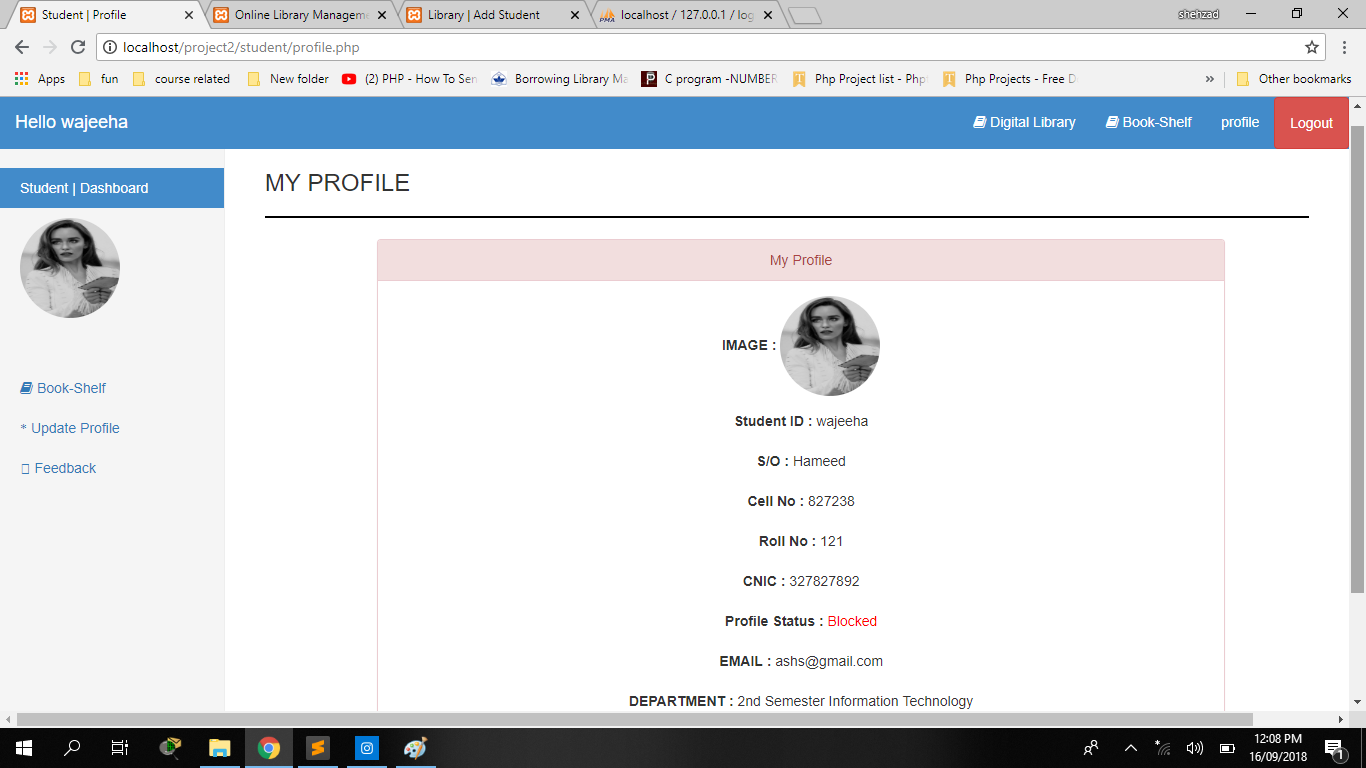 Student | Profile
Online Library Manageme
Library | Add Student
localhost / 127.0.0.1 / log
shehzad
localhost/project2/student/profile.php
Apps
fun
course related
New folder
(2) PHP - How To Sen
Borrowing Library Ma
C program -NUMBER
Php Project list - Php
Php Projects - Free D
»
Other bookmarks
Hello wajeeha
Digital Library
Book-Shelf
profile
Logout
Student | Dashboard
Book-Shelf
* Update Profile
Feedback
MY PROFILE
My Profile
IMAGE :
Student ID : wajeeha
S/O : Hameed
Cell No : 827238
Roll No : 121
CNIC : 327827892
Profile Status : Blocked
EMAIL : ashs@gmail.com
DEPARTMENT : 2nd Semester Information Technology
12:08 PM
16/09/2018
1